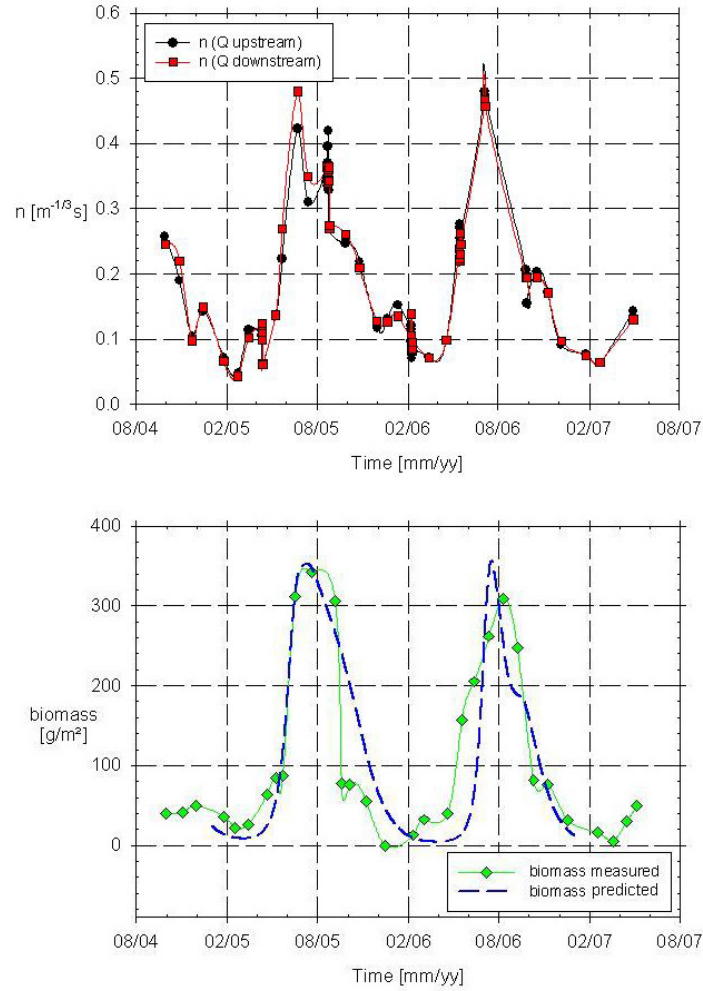 0.6
n (Q upstream)
n (Q downstream)
0.5
0.4
0.3
n [m-1/3s]
0.2
0.1
0.0
08/04 02/05 08/05 02/06 08/06 02/07 08/07
Time [mm/yy]
400
300
200
biomass
[g/m²]
100
0
biomass measured
biomass predicted
08/04 02/05 08/05 02/06 08/06 02/07 08/07
Time [mm/yy]